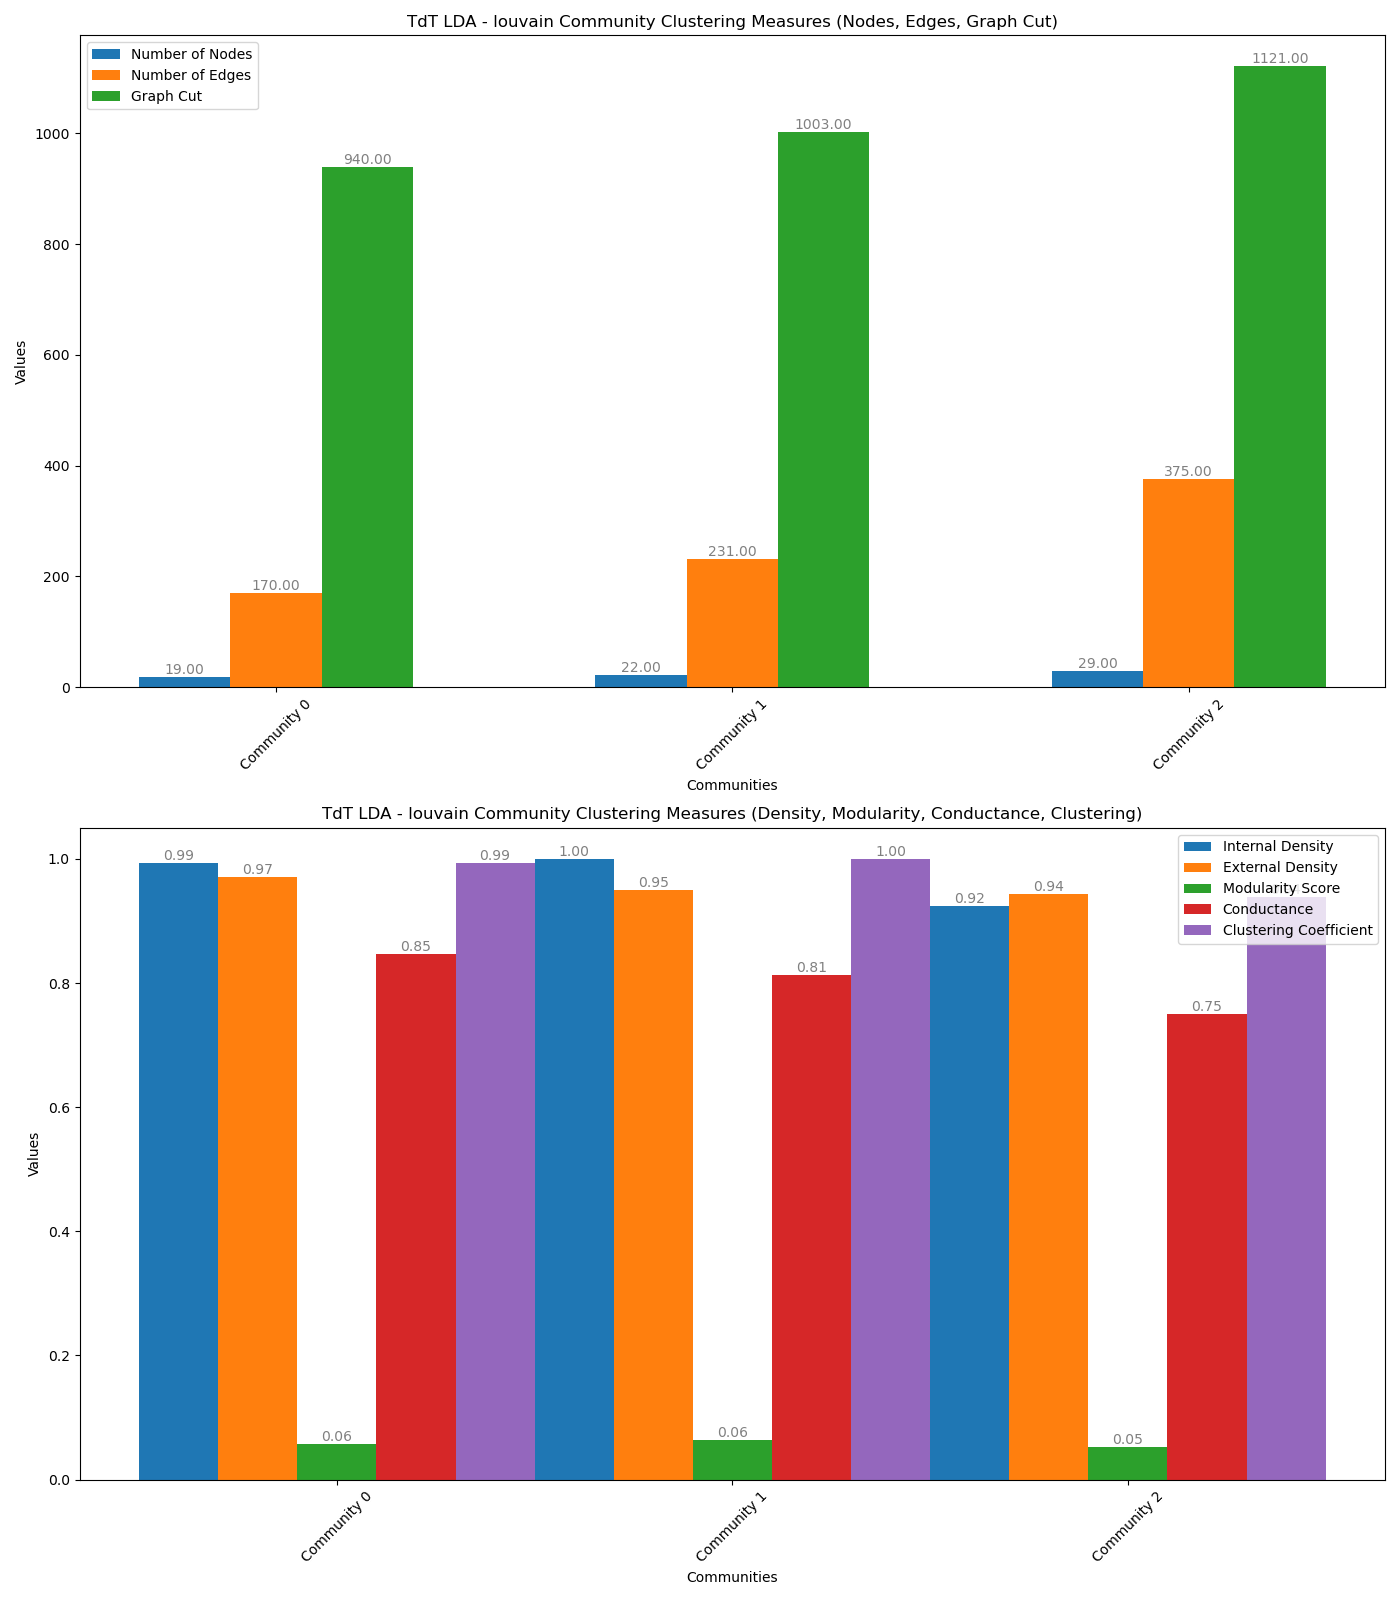 TdT LDA - louvain Community Clustering Measures (Nodes, Edges, Graph Cut)
Number of Nodes
Number of Edges
Graph Cut
Values
1000
800
600
400
200
0
19.00
170.00
940.00
22.00
231.00
1003.00
29.00
375.00
1121.00
Community 0
Community 1
Community 2
Communities
TdT LDA - louvain Community Clustering Measures (Density, Modularity, Conductance, Clustering)
Internal Density
External Density
Modularity Score
Conductance
Clustering Coefficient
Values
1.0
0.8
0.6
0.4
0.2
0.0
0.99
0.97
0.06
0.85
0.99
1.00
0.95
0.06
0.81
1.00
0.92
0.94
0.05
0.75
Community 0
Community 1
Community 2
Communities